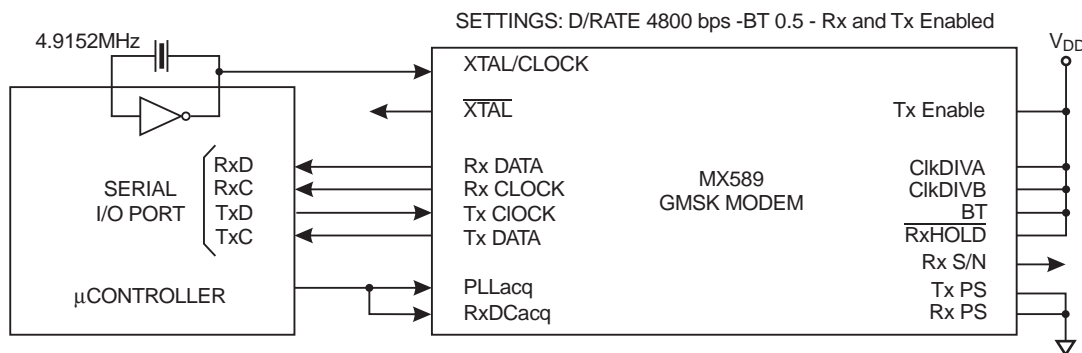 SETTINGS: D/RATE 4800 bps -BT 0.5 - Rx and Tx Enabled
4.9152MHz
VDD
XTAL/CLOCK
XTAL
Tx Enable
RxD
RxC
TxD
TxC
SERIAL
I/O PORT
µCONTROLLER
Rx DATA
Rx CLOCK
Tx ClOCK
Tx DATA
PLLacq
RxDCacq
MX589
GMSK MODEM
ClkDIVA
ClkDIVB
BT
RxHOLD
Rx S/N
Tx PS
Rx PS